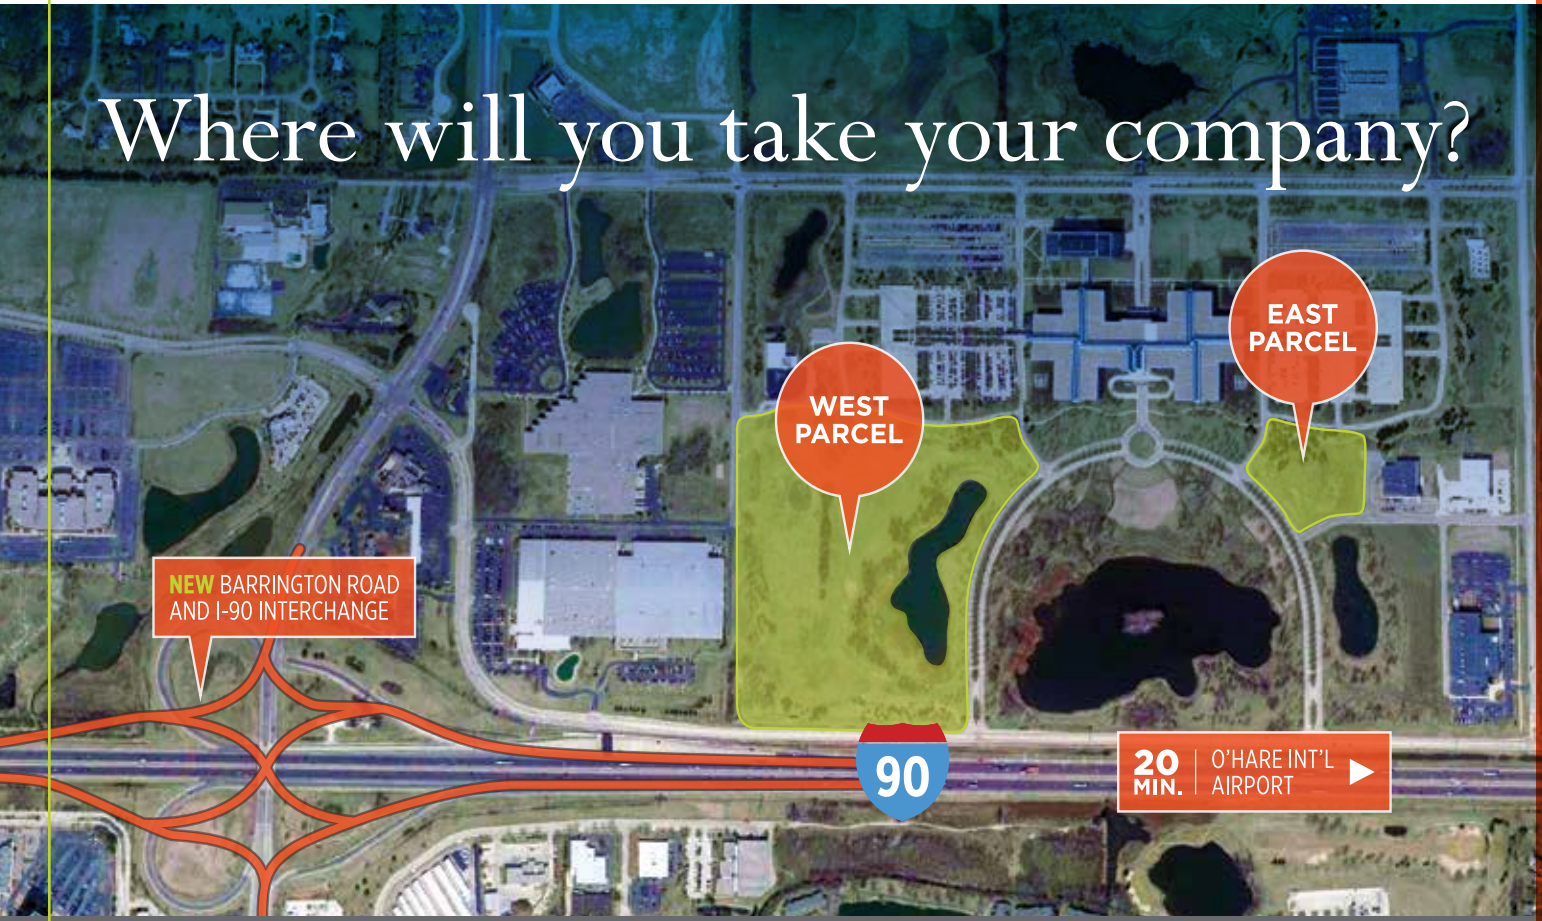 Where will you take your company?
EAST
PARCEL
WEST
PARCEL
NEW BARRINGTON ROAD
AND I-90 INTERCHANGE
90
20
MIN.
O'HARE INT'L
AIRPORT